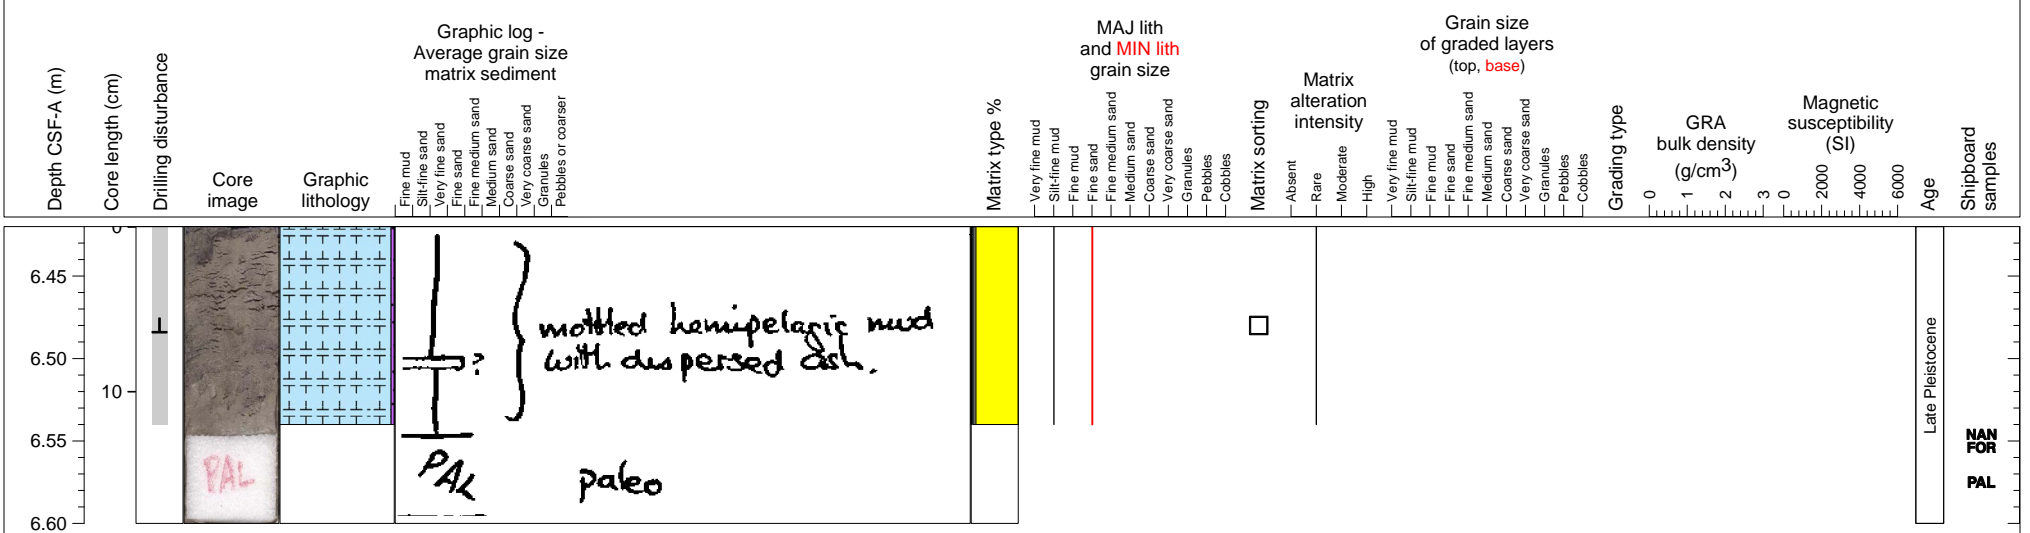 Depth CSF-A (m)
Core length (cm)
Drilling disturbance
Core
image
Graphic
lithology
Graphic log -
Average grain size
matrix sediment
Fine mud
Silt-fine sand
Very fine sand
Fine sand
Fine medium sand
Medium sand
Coarse sand
Very coarse sand
Granules
Pebbles or coarser
Matrix type %
MAJ lith
and MIN lith
grain size
Very fine mud
Silt-fine mud
Fine mud
Fine sand
Fine medium sand
Medium sand
Coarse sand
Very coarse sand
Granules
Pebbles
Cobbles
Matrix sorting
Matrix
alteration
intensity
Absent
Rare
Moderate
High
Grain size
of graded layers
(top, base)
Very fine mud
Silt-fine mud
Fine mud
Fine sand
Fine medium sand
Medium sand
Coarse sand
Very coarse sand
Granules
Pebbles
Cobbles
Grading type
GRA
bulk density
(g/cm3)
0 1 2 3
Magnetic
susceptibility
(SI)
0 2000 4000 6000
Age
Shipboard
samples
0
6.45
6.50
10
6.55
6.60
mottled hemipelagic mud
with dispersed ash.
?
PAL
PAL
paleo
Late Pleistocene
NAN
FOR
PAL